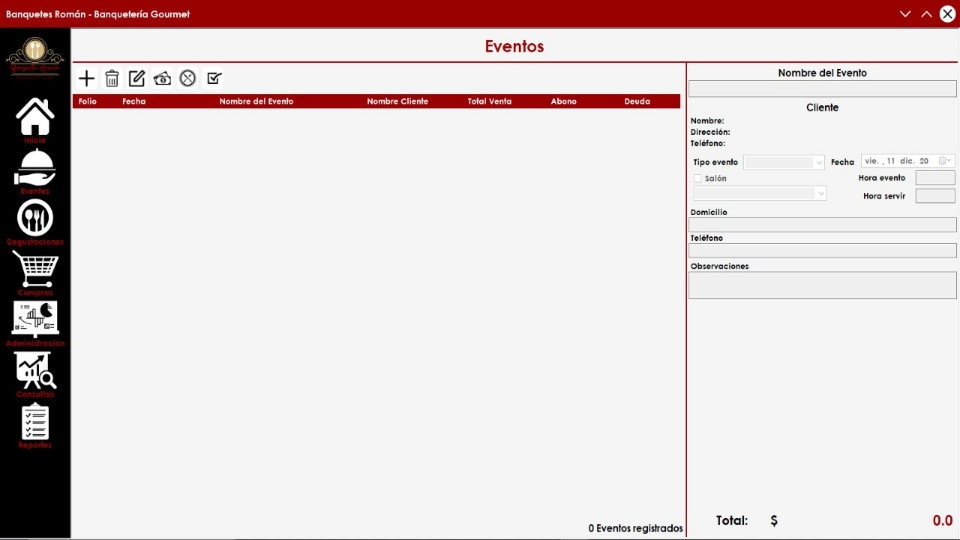 Banquetes Román - Banquetería Gourmet
Eventos
Inicio
Eventos
Degustaciones
Compras
Administración
Consultas
Reportes
Folio Fecha Nombre del Evento Nombre Cliente Total Venta Abono Deuda
0 Eventos registrados
Nombre del Evento
Cliente
Nombre:
Dirección:
Teléfono:
Tipo evento Fecha vie. , 11 dic. 20
Salón Hora evento
Hora servir
Domicilio
Teléfono
Observaciones
Total: $ 0.0